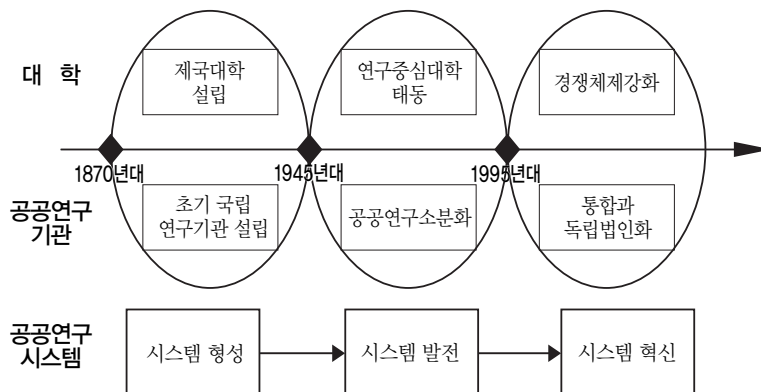 대 학
제국대학
설립
연구중심대학
태동
경쟁체제강화
1870년대
1945년대
1995년대
공공연구
기관
초기 국립
연구기관 설립
공공연구소분화
통합과
독립법인화
공공연구
시스템
시스템 형성
시스템 발전
시스템 혁신